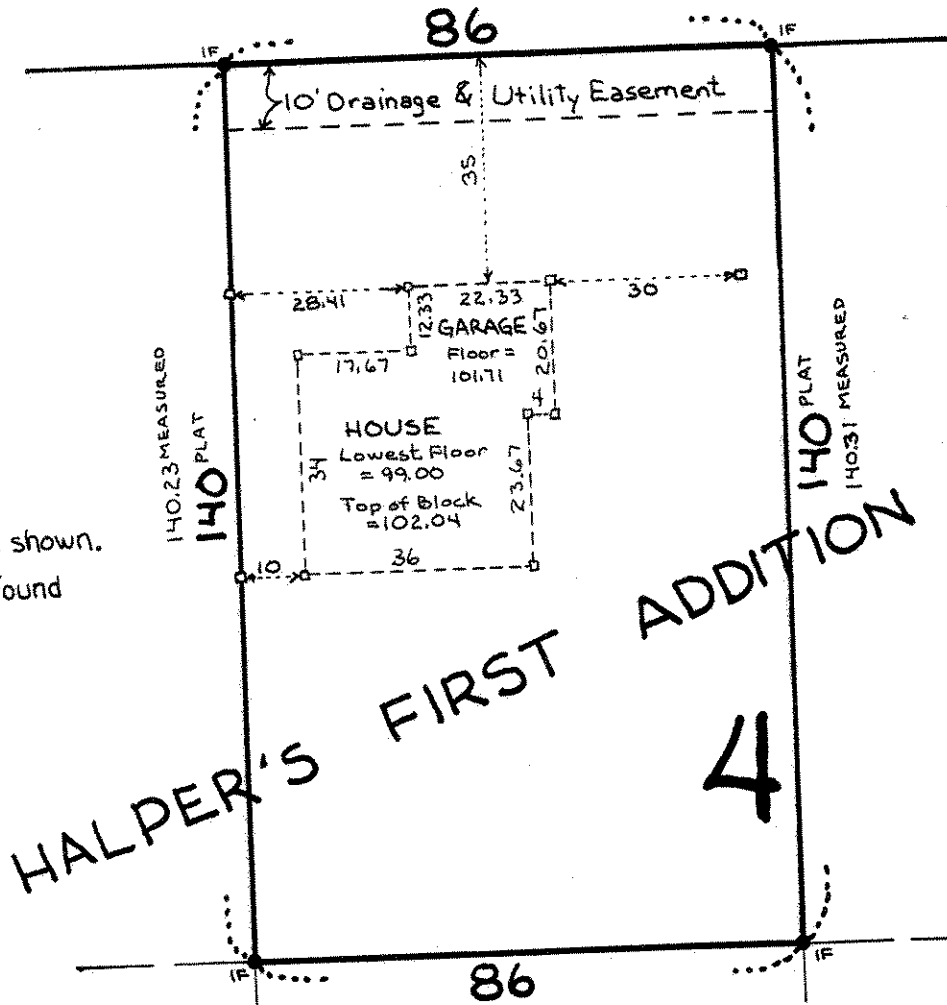 86
IF
IF
10' Drainage & Utility Easement
35
28.41
12.33
22.33
30
GARAGE
Floor =
101.71
20.67
17.67
4
HOUSE
Lowest Floor
= 99.00
Top of Block
=102.04
34
23.67
36
10
140.23 MEASURED
140 PLAT
140 PLAT
140.31 MEASURED
shown.
ound
HALPER'S FIRST ADDITION
4
IF
IF
86